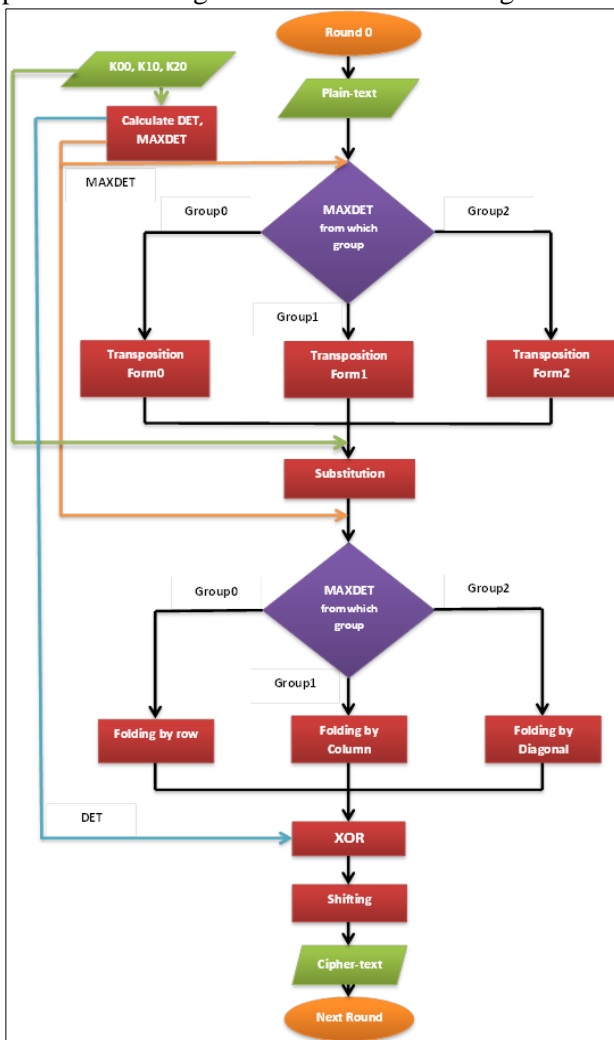 Round 0
K00, K10, K20
Plain-text
Calculate DET,
MAXDET
MAXDET
Group0
MAXDET
from which
group
Group2
Group1
Transposition
Form0
Transposition
Form1
Transposition
Form2
Substitution
Group0
MAXDET
from which
group
Group2
Group1
Folding by row
Folding by
Column
Folding by
Diagonal
DET
XOR
Shifting
Cipher-text
Next Round